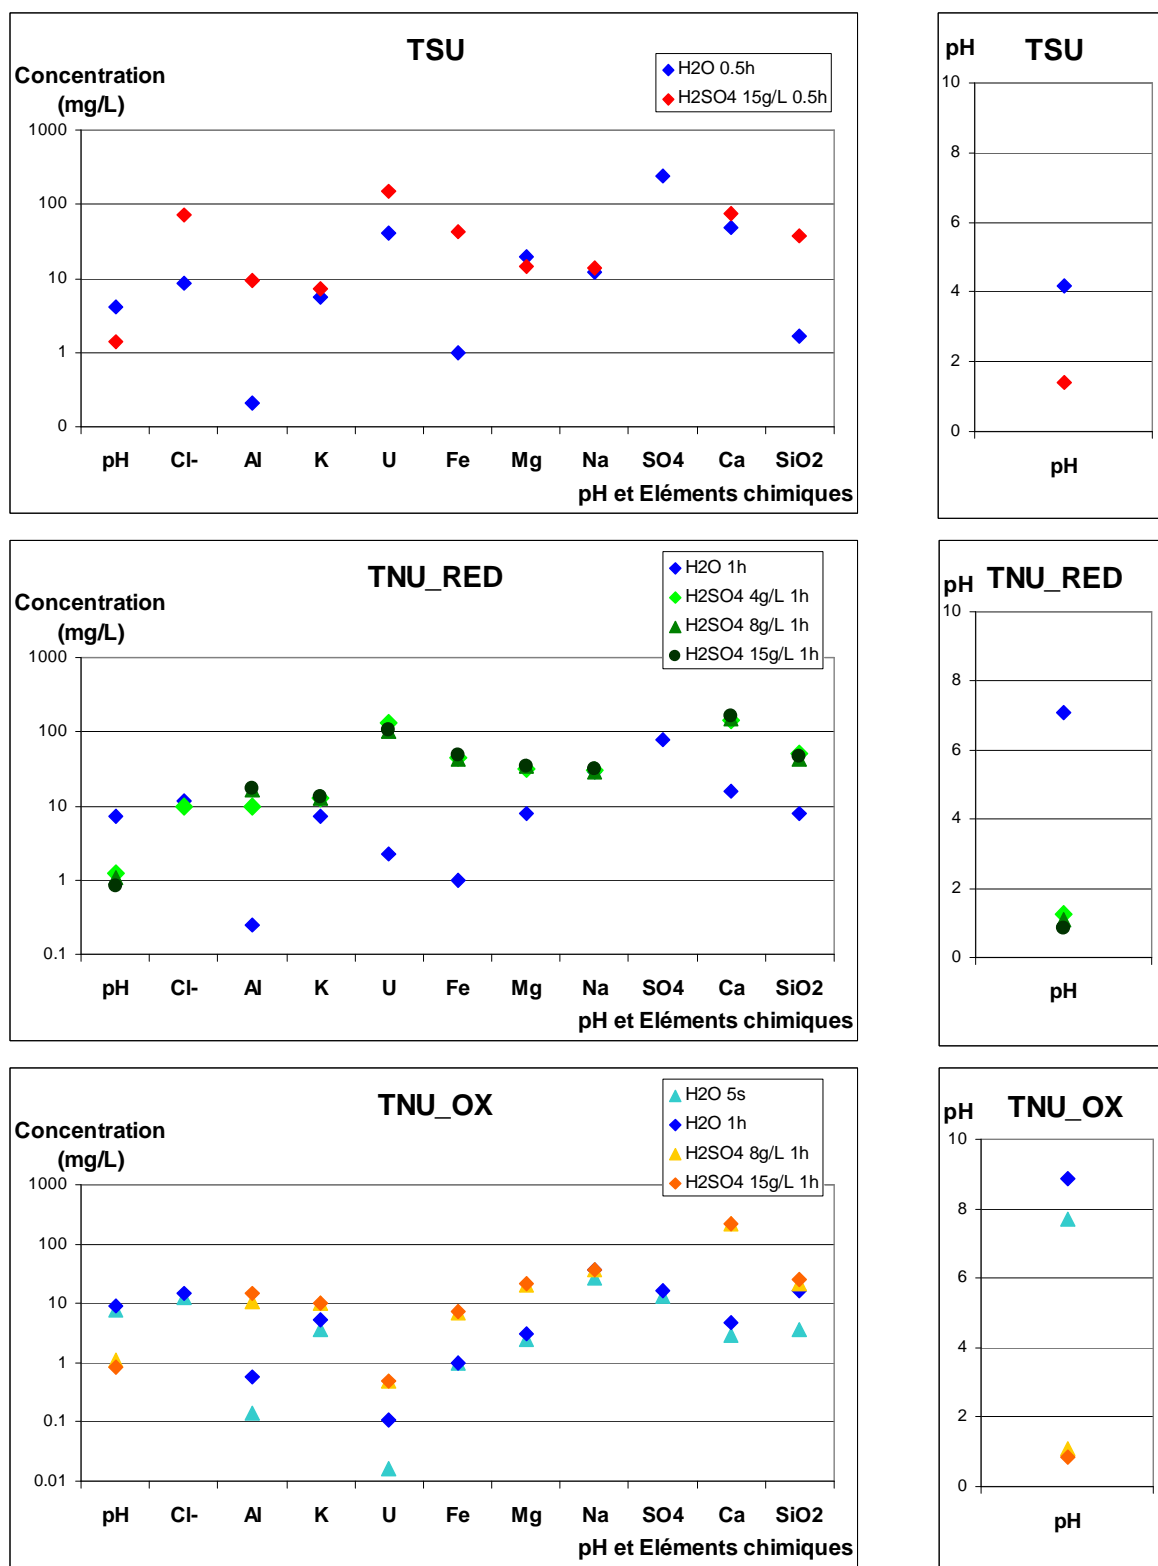 TSU
Concentration
(mg/L)
H2O 0.5h
H2SO4 15g/L 0.5h
1000
100
10
1
0
pH Cl- Al K U Fe Mg Na SO4 Ca SiO2
pH et Eléments chimiques
pH TSU
10
8
6
4
2
0
pH
TNU_RED
Concentration
(mg/L)
H2O 1h
H2SO4 4g/L 1h
H2SO4 8g/L 1h
H2SO4 15g/L 1h
1000
100
10
1
0.1
pH Cl- Al K U Fe Mg Na SO4 Ca SiO2
pH et Eléments chimiques
pH TNU_RED
10
8
6
4
2
0
pH
TNU_OX
Concentration
(mg/L)
H2O 5s
H2O 1h
H2SO4 8g/L 1h
H2SO4 15g/L 1h
1000
100
10
1
0.1
0.01
pH Cl- Al K U Fe Mg Na SO4 Ca SiO2
pH et Eléments chimiques
pH TNU_OX
10
8
6
4
2
0
pH